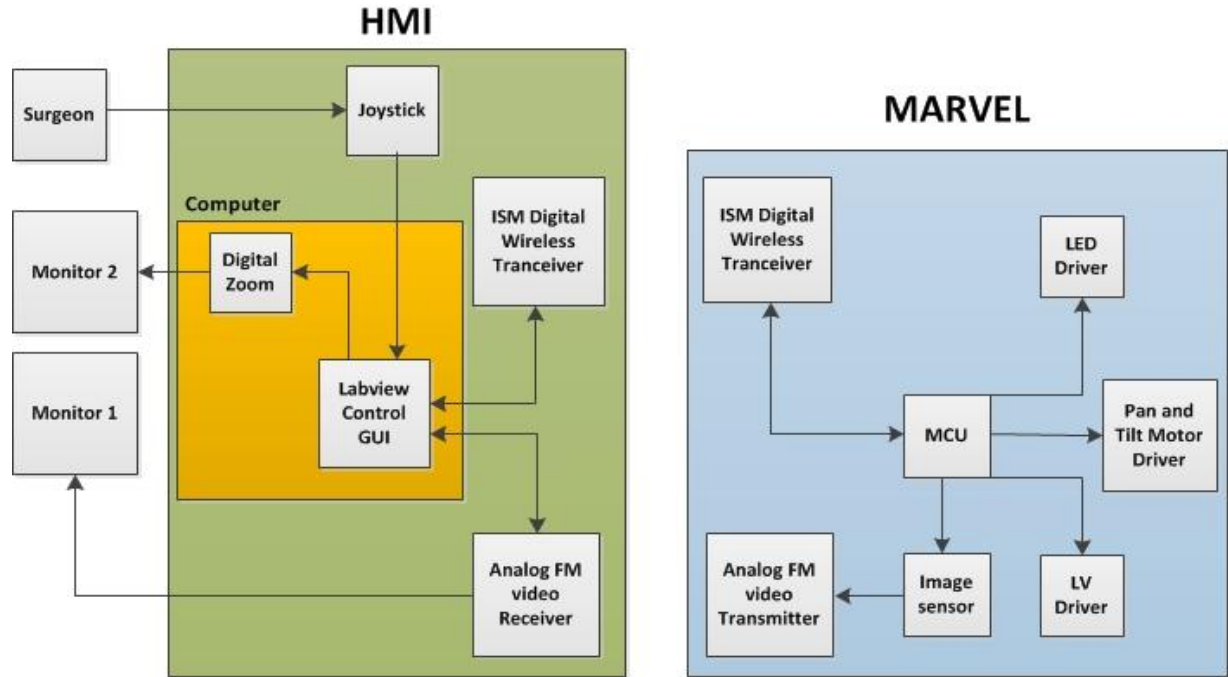 HMI
Surgeon
Joystick
Computer
Digital
Zoom
ISM Digital
Wireless
Tranceiver
Monitor 2
Monitor 1
Labview
Control
GUI
Analog FM
video
Receiver
MARVEL
ISM Digital
Wireless
Tranceiver
LED
Driver
MCU
Pan and
Tilt Motor
Driver
Analog FM
video
Transmitter
Image
sensor
LV
Driver